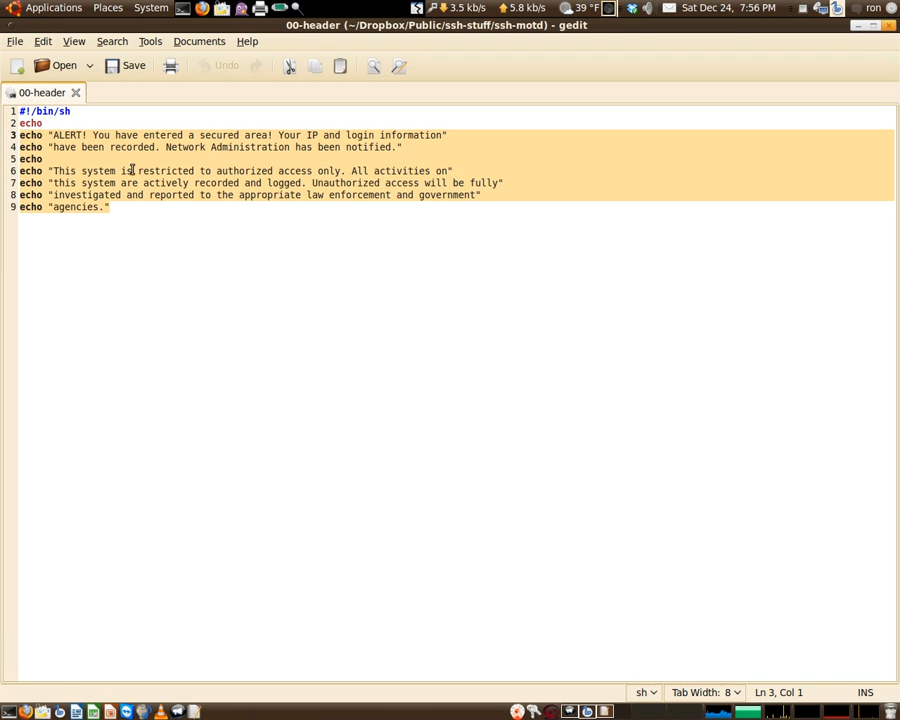 Applications Places System 3.5 kb/s 5.8 kb/s 39 °F Sat Dec 24, 7:56 PM ron
00-header (~/Dropbox/Public/ssh-stuff/ssh-motd) - gedit
File Edit View Search Tools Documents Help
Open Save Undo
00-header
1 #!/bin/sh
2 echo
3 echo "ALERT! You have entered a secured area! Your IP and login information"
4 echo "have been recorded. Network Administration has been notified."
5 echo
6 echo "This system is restricted to authorized access only. All activities on"
7 echo "this system are actively recorded and logged. Unauthorized access will be fully"
8 echo "investigated and reported to the appropriate law enforcement and government"
9 echo "agencies."
sh Tab Width: 8 Ln 3, Col 1 INS